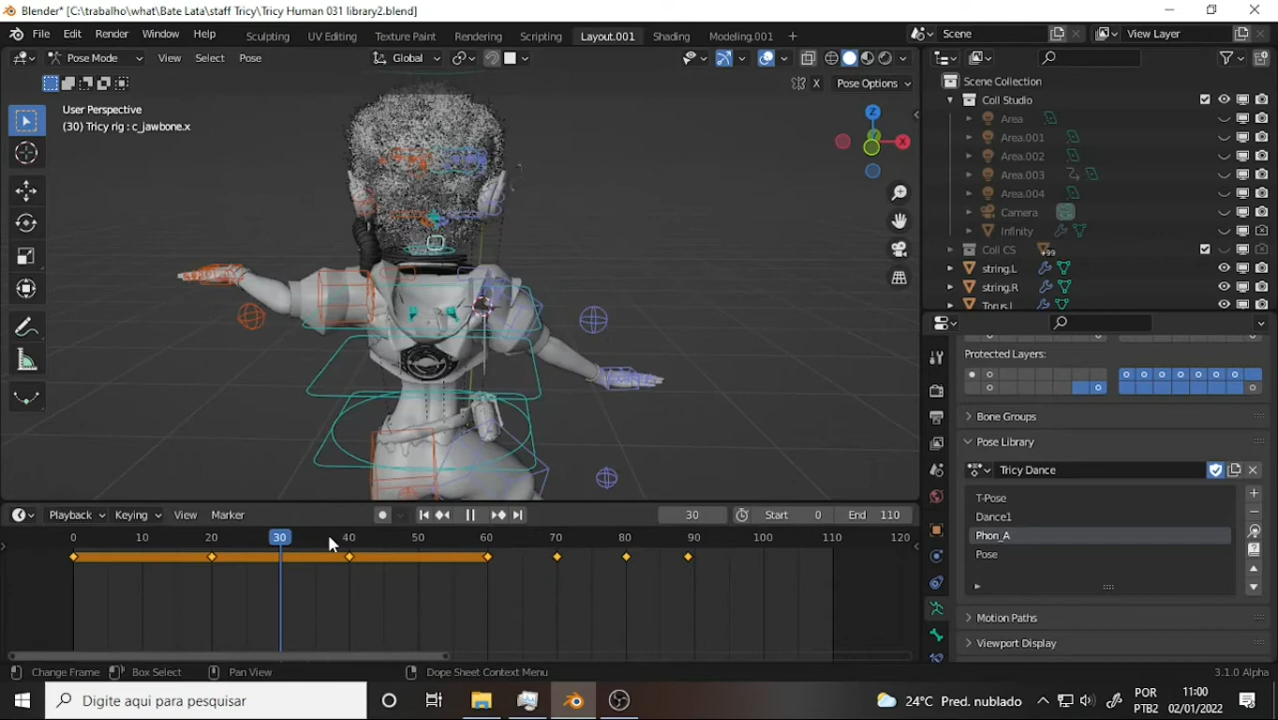 Blender* [C:\trabalho\what\Bate Lata\staff Tricy\Tricy Human 031 library2.blend]
File Edit Render Window Help Sculpting UV Editing Texture Paint Rendering Scripting Layout.001 Shading Modeling.001 + Scene View Layer
Pose Mode View Select Pose Global
X Pose Options
User Perspective
(30) Tricy rig : c_jawbone.x
Z
X
Scene Collection
Coll Studio
Area
Area.001
Area.002
Area.003
Area.004
Camera
Infinity
Coll CS +99
string.L
string.R
Torus.L
Protected Layers:
Bone Groups
Pose Library
Tricy Dance
T-Pose
Dance1
Phon_A
Pose
Motion Paths
Viewport Display
Playback Keying View Marker 30 Start 0 End 110
0 10 20 30 40 50 60 70 80 90 100 110 120
Change Frame Box Select Pan View Dope Sheet Context Menu 3.1.0 Alpha
Digite aqui para pesquisar
24°C Pred. nublado
POR
PTB2
11:00
02/01/2022